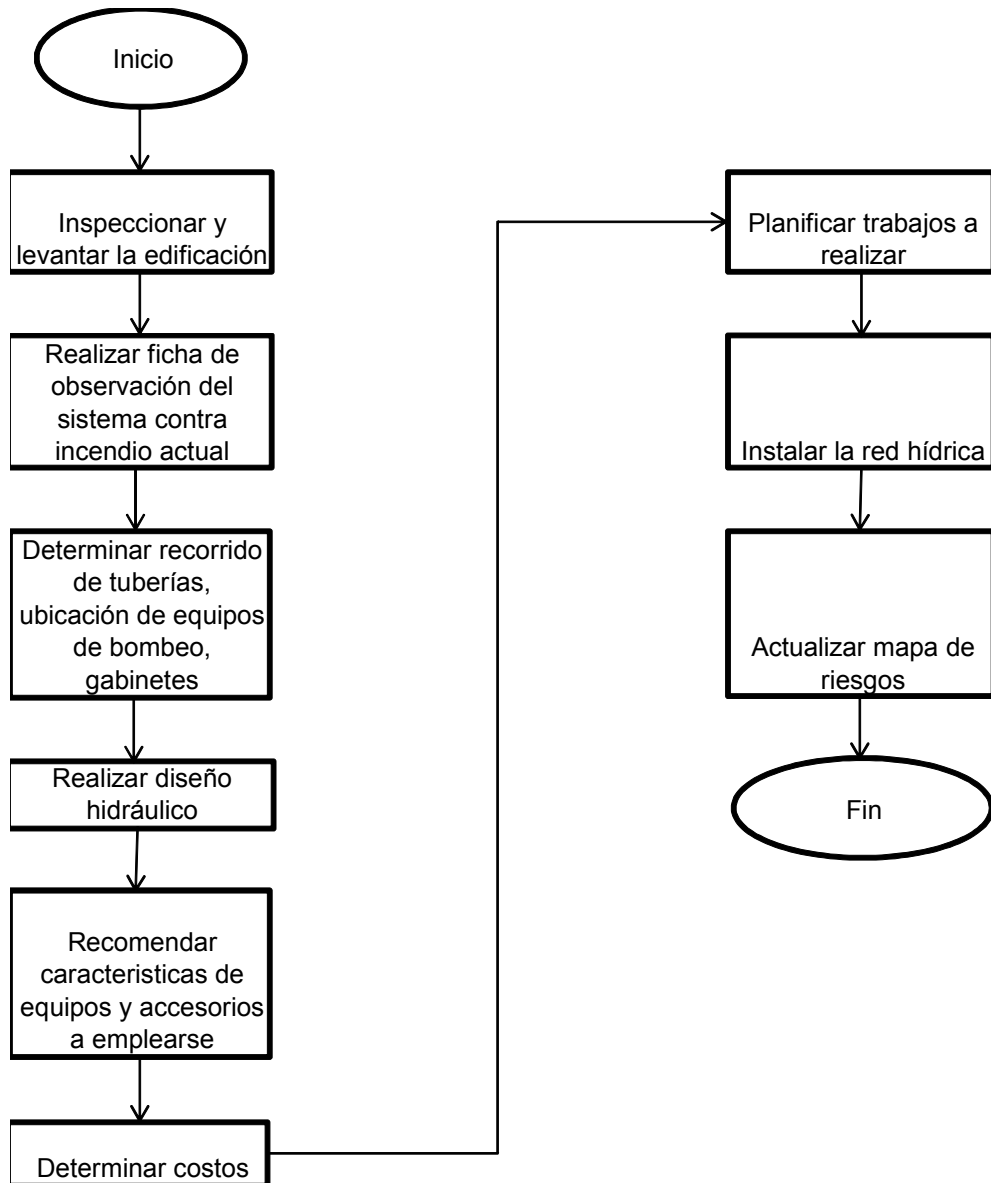 Inicio
Inspeccionar y
levantar la edificación
Realizar ficha de
observación del
sistema contra
incendio actual
Determinar recorrido
de tuberías,
ubicación de equipos
de bombeo,
gabinetes
Realizar diseño
hidráulico
Recomendar
caracteristicas de
equipos y accesorios
a emplearse
Determinar costos
Planificar trabajos a
realizar
Instalar la red hídrica
Actualizar mapa de
riesgos
Fin